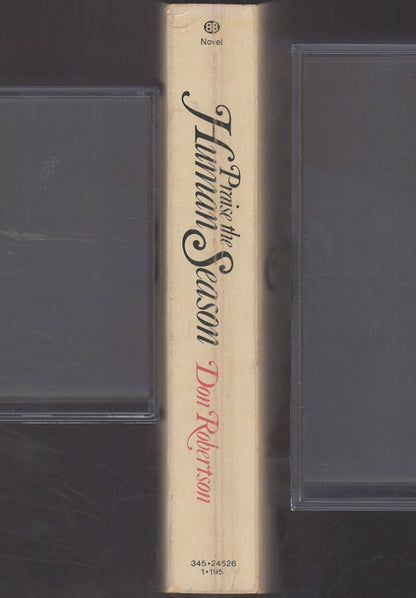 BB
Novel
Praise the
Human Season
Don Robertson
345•24526
1•195